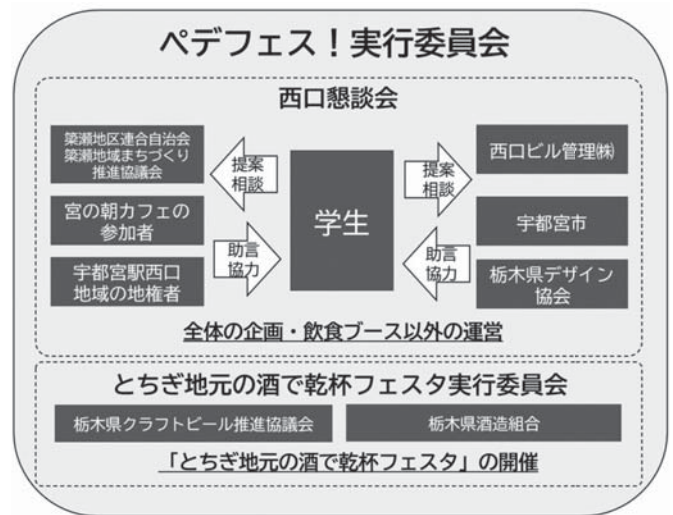 ペデフェス！実行委員会
西口懇談会
築瀬地区連合自治会
築瀬地域まちづくり
推進協議会
宮の朝カフェの
参加者
宇都宮駅西口
地域の地権者
提案
相談
助言
協力
学生
提案
相談
助言
協力
西口ビル管理㈱
宇都宮市
栃木県デザイン
協会
全体の企画・飲食ブース以外の運営
とちぎ地元の酒で乾杯フェスタ実行委員会
栃木県クラフトビール推進協議会
栃木県酒造組合
「とちぎ地元の酒で乾杯フェスタ」の開催